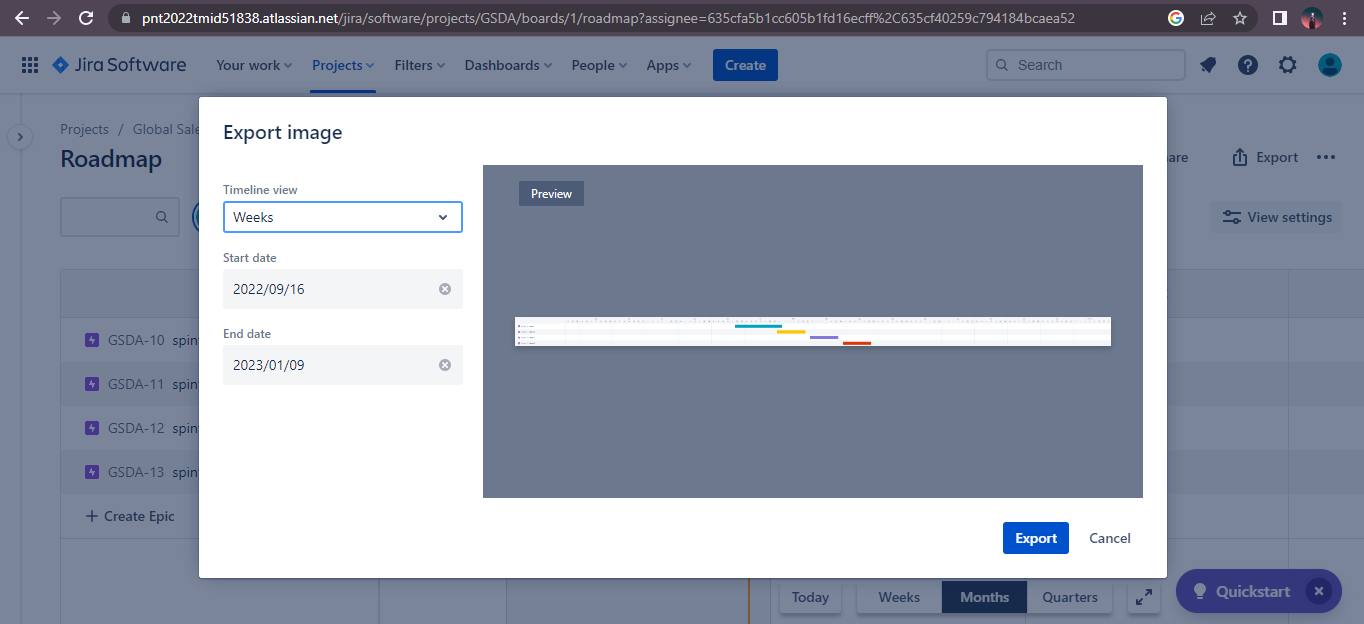 pnt2022tmid51838.atlassian.net/jira/software/projects/GSDA/boards/1/roadmap?assignee=635cfa5b1cc605b1fd16ecff%2C635cf40259c794184bcaea52
Jira Software Your work Projects Filters Dashboards People Apps Create Search
Projects / Global Sale
Roadmap
are Export
View settings
Export image
Timeline view
Weeks
Start date
2022/09/16
End date
2023/01/09
Preview
Export Cancel
GSDA-10 spin
GSDA-11 spin
GSDA-12 spin
GSDA-13 spin
+ Create Epic
Today Weeks Months Quarters
Quickstart